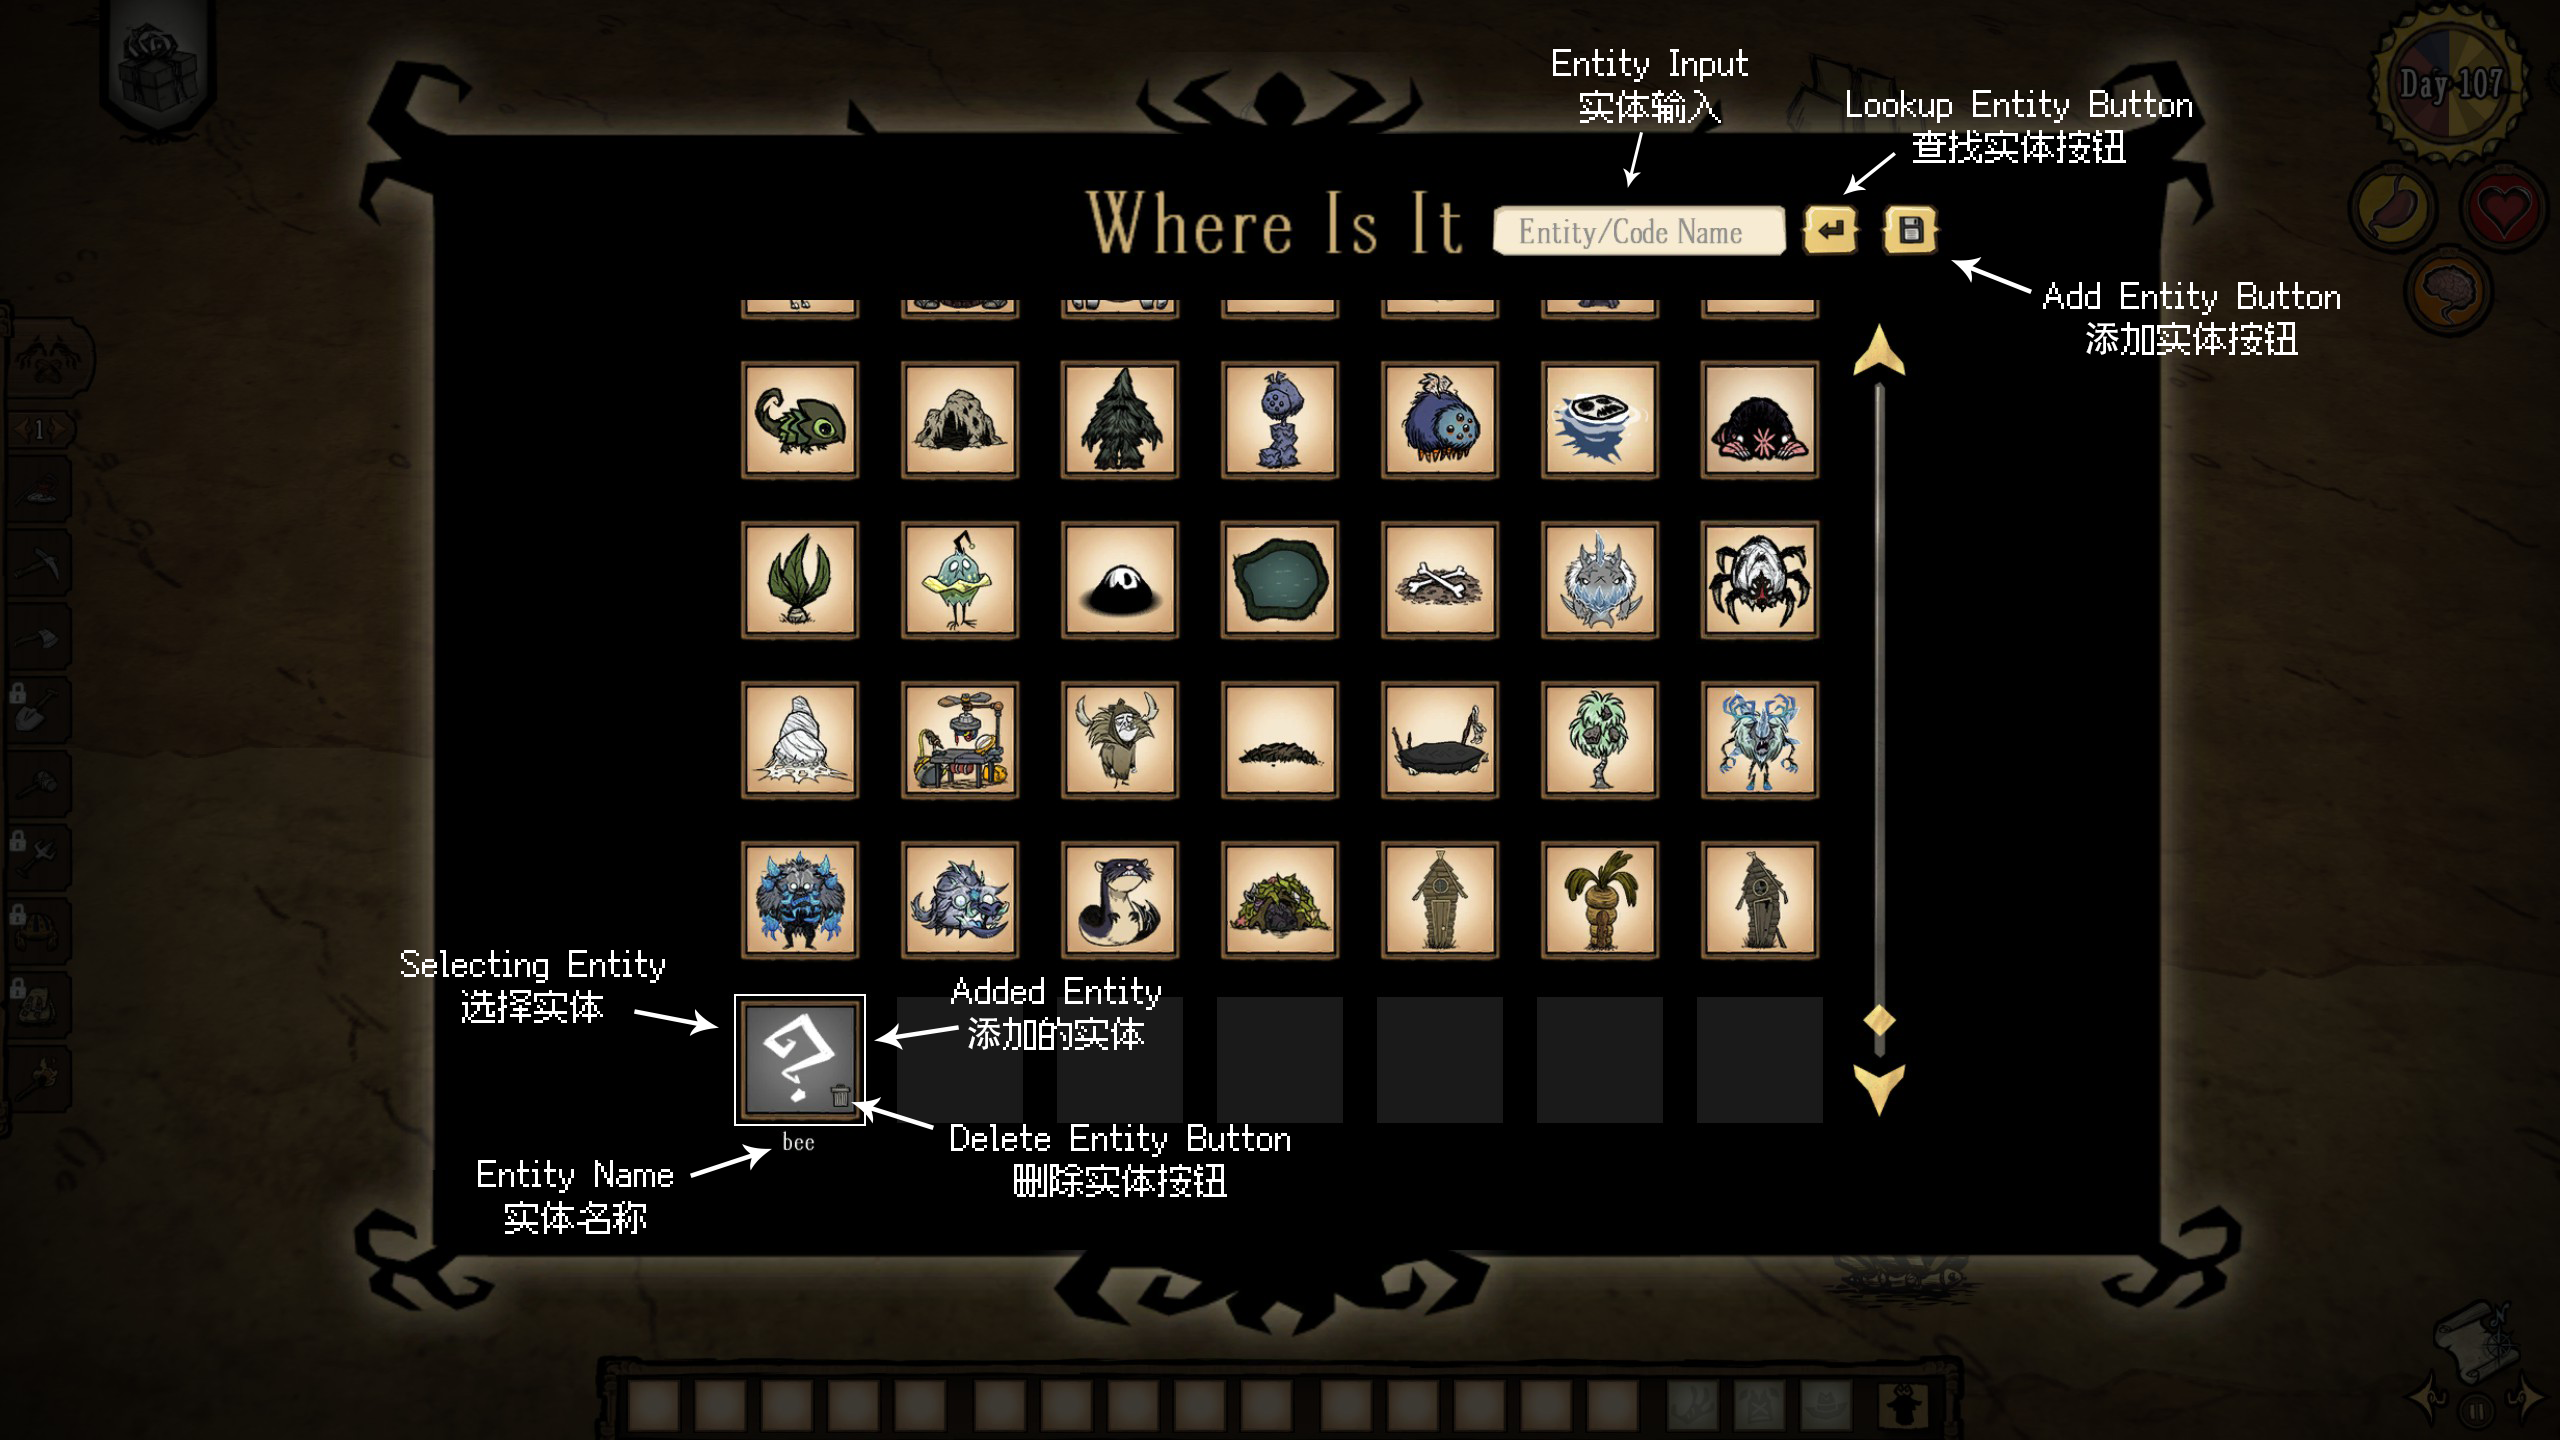 Entity Input
实体输入
Lookup Entity Button
查找实体按钮
Day 107
Where Is It
Entity/Code Name
Add Entity Button
添加实体按钮
1
Selecting Entity
选择实体
Added Entity
添加的实体
bee
Delete Entity Button
删除实体按钮
Entity Name
实体名称
N